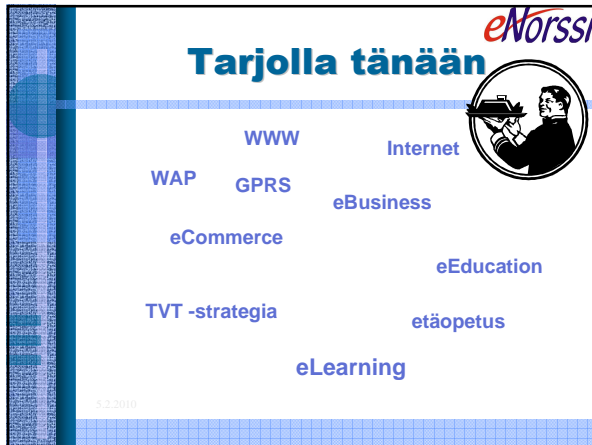 eNorssi
Tarjolla tänään
WWW
Internet
WAP
GPRS
eBusiness
eCommerce
eEducation
TVT -strategia
etäopetus
eLearning
5.2.2010